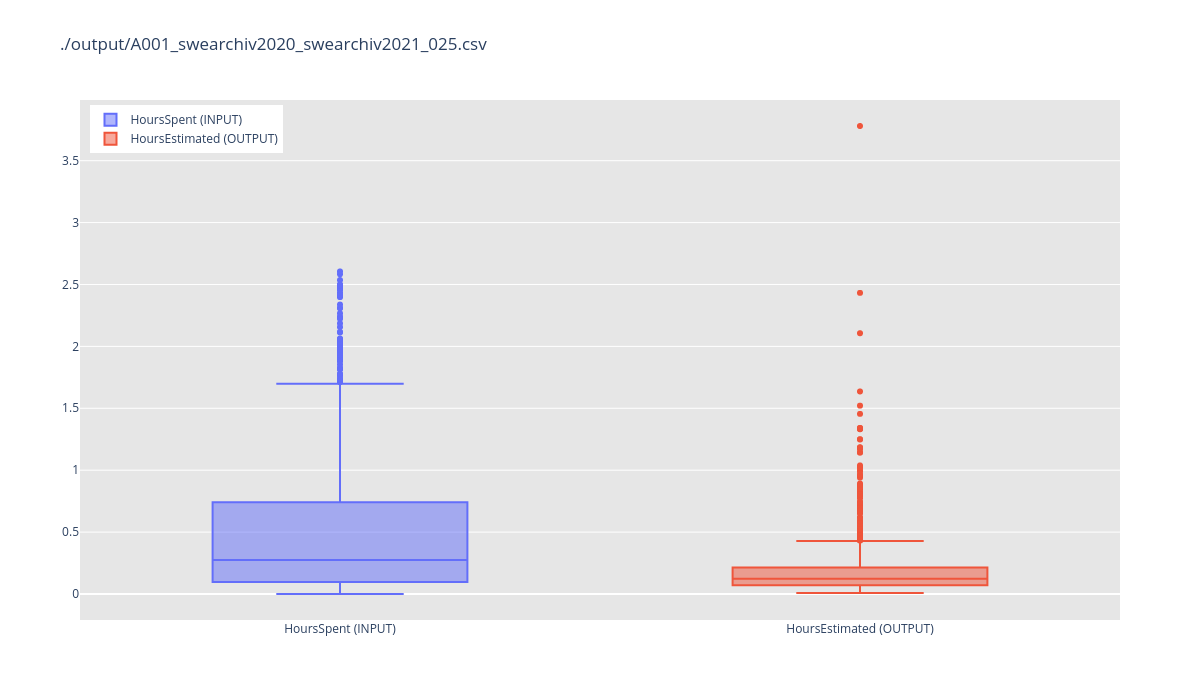 ./output/A001_swearchiv2020_swearchiv2021_025.csv
HoursSpent (INPUT)
HoursEstimated (OUTPUT)
3.5
3
2.5
2
1.5
1
0.5
0
HoursSpent (INPUT)
HoursEstimated (OUTPUT)